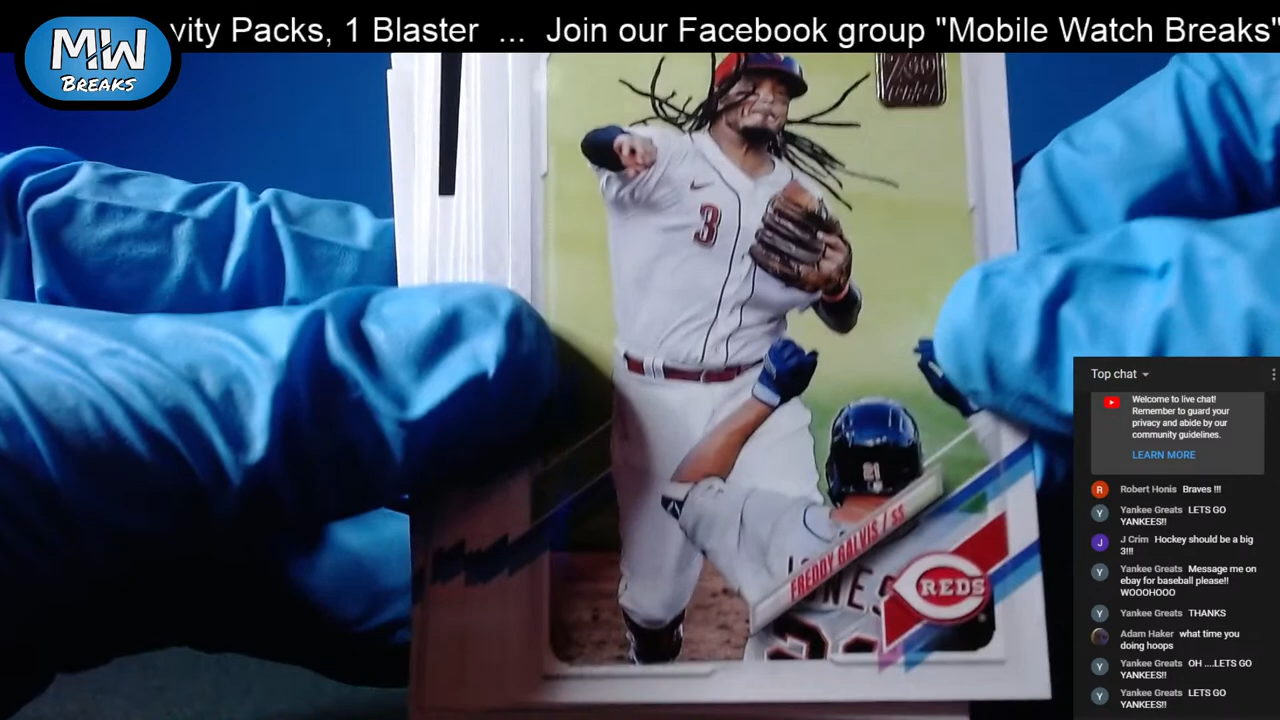 vity Packs, 1 Blaster ... Join our Facebook group "Mobile Watch Breaks"
MW
BREAKS
3
21
FREDDY GALVIS / SS
REDS
Top chat
Welcome to live chat!
Remember to guard your
privacy and abide by our
community guidelines.
LEARN MORE
R Robert Honis Braves !!!
Y Yankee Greats LETS GO
YANKEES!!
J J Crim Hockey should be a big
3!!!
Y Yankee Greats Message me on
ebay for baseball please!!
WOOOHOOO
Y Yankee Greats THANKS
Adam Haker what time you
doing hoops
Y Yankee Greats OH ....LETS GO
YANKEES!!
Y Yankee Greats LETS GO
YANKEES!!